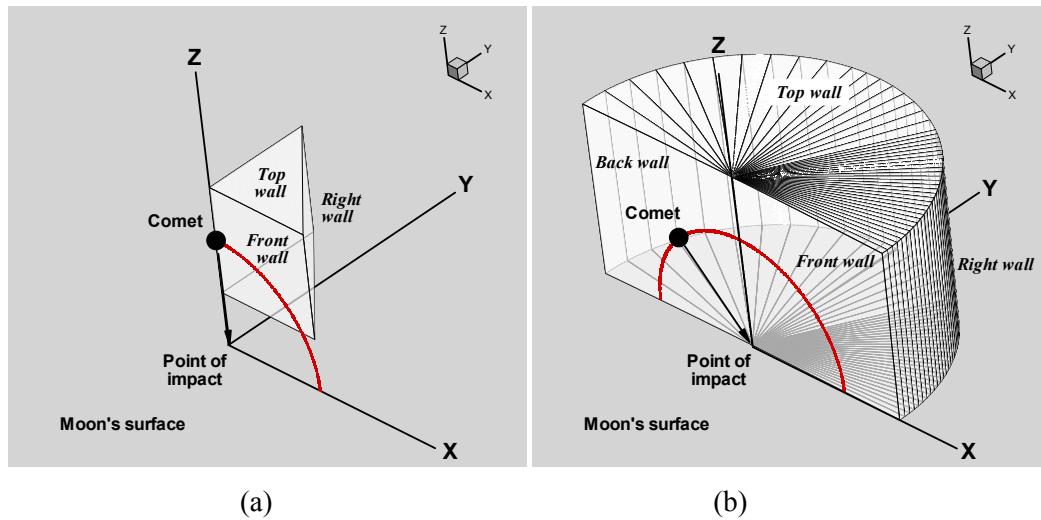 Z
Y
X
Z
Top
wall
Y
Right
wall
Comet
Front
wall
Point of
impact
Moon's surface
X
(a)
Z
Y
X
Z
Top wall
Back wall
Y
Comet
Front wall
Right wall
Point of
impact
Moon's surface
X
(b)